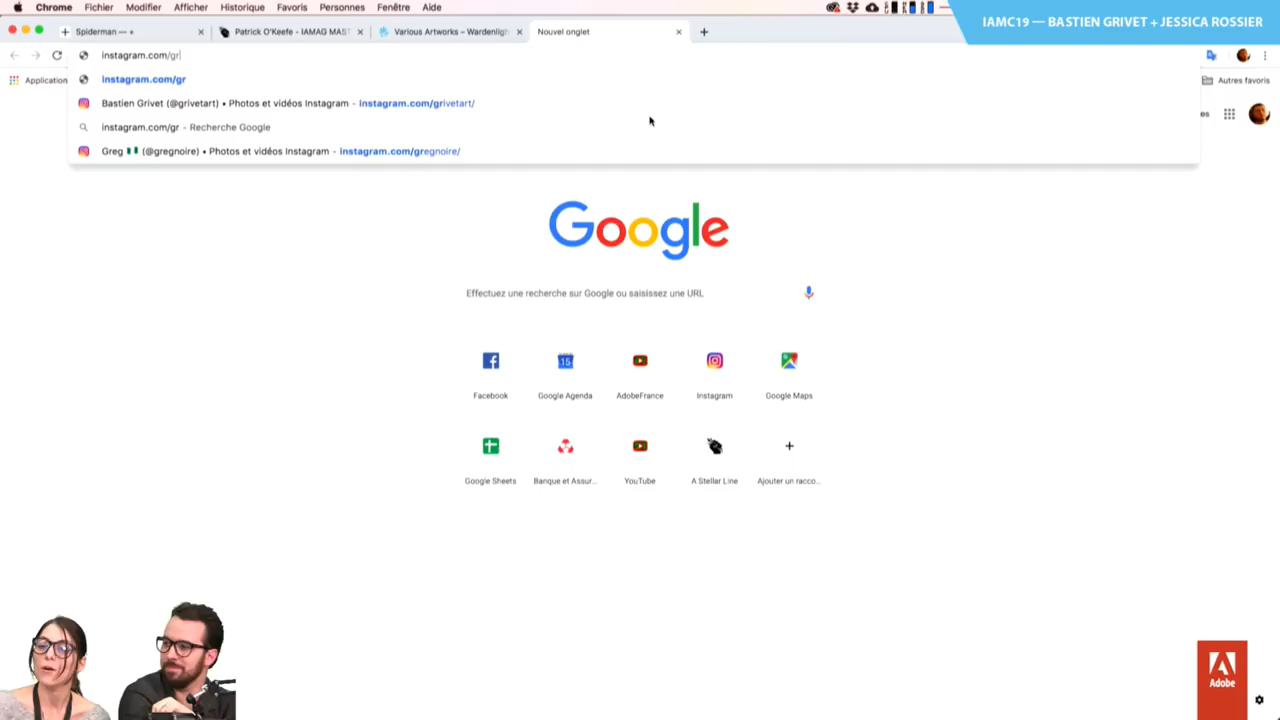 Chrome Fichier Modifier Afficher Historique Favoris Personnes Fenêtre Aide
IAMC19 — BASTIEN GRIVET + JESSICA ROSSIER
Spiderman —
Patrick O'Keefe - IAMAG MAST
Various Artworks – Wardenligh
Nouvel onglet
instagram.com/gr
Application
instagram.com/gr
Autres favoris
Bastien Grivet (@grivetart) • Photos et vidéos Instagram - instagram.com/grivetart/
es
instagram.com/gr - Recherche Google
Greg (@gregnoire) • Photos et vidéos Instagram - instagram.com/gregnoire/
Google
Effectuez une recherche sur Google ou saisissez une URL
15
Facebook Google Agenda AdobeFrance Instagram Google Maps
Google Sheets Banque et Assur... YouTube A Stellar Line Ajouter un racco...
Adobe